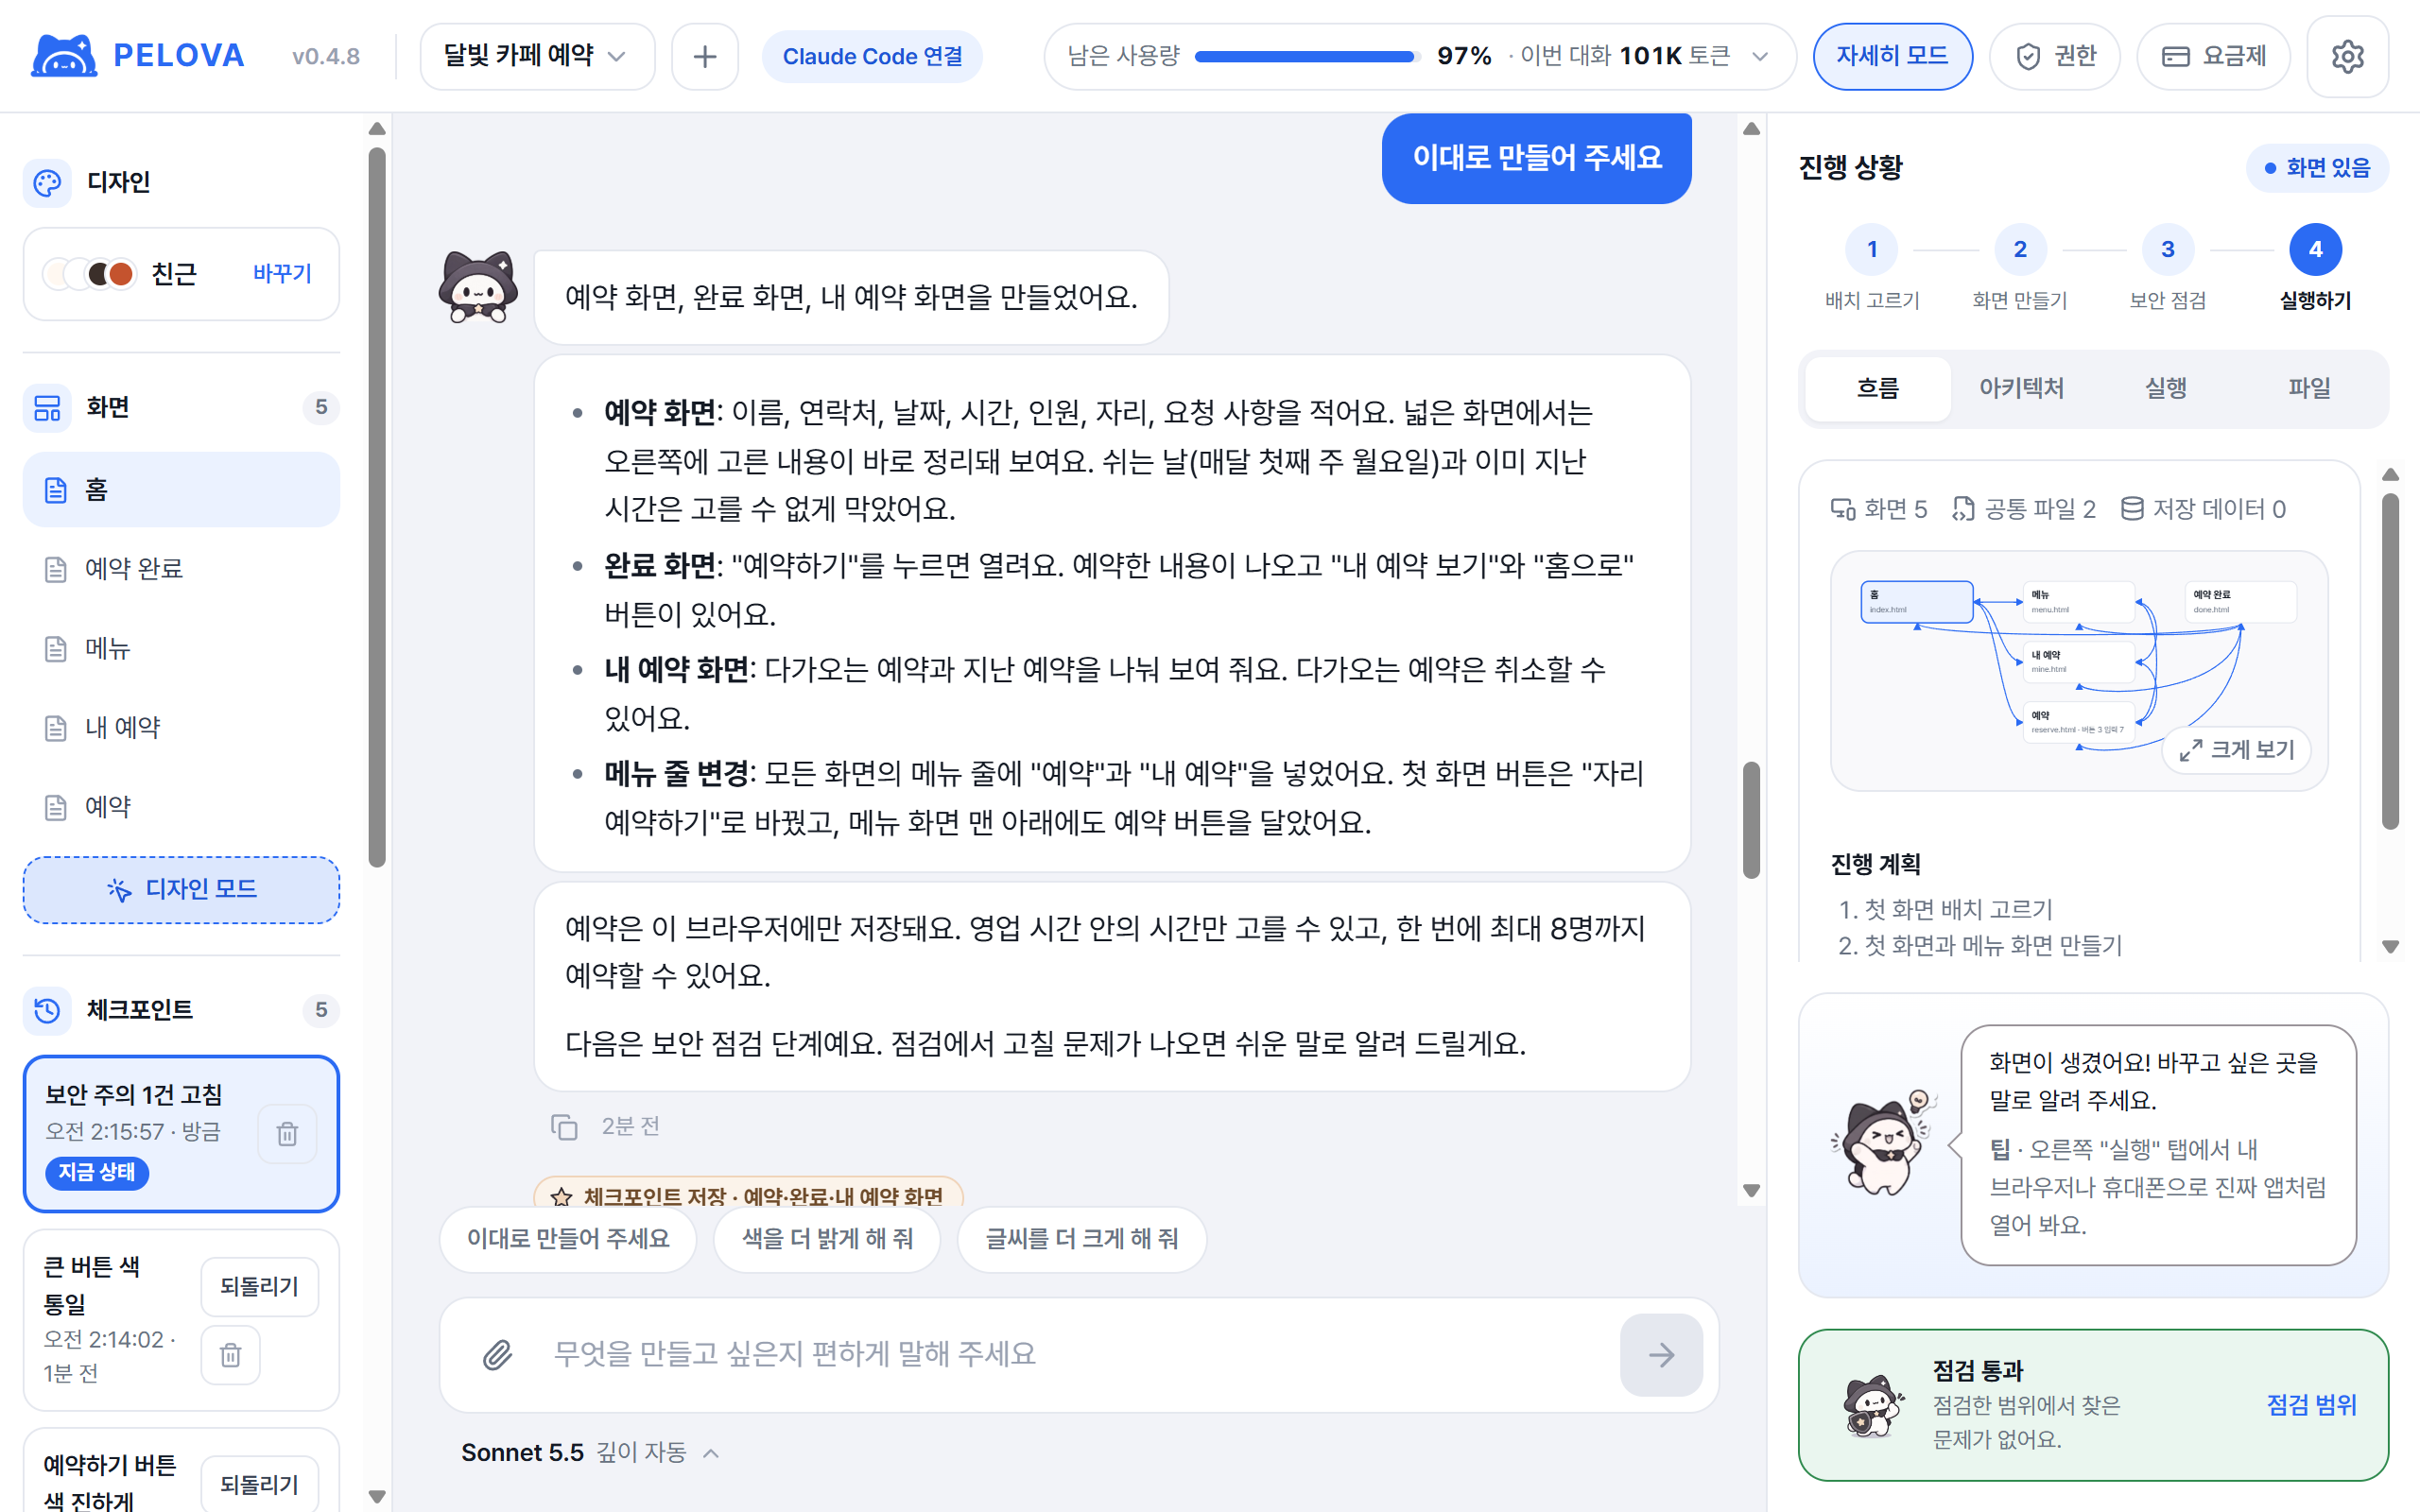 PELOVA
v0.4.8
달빛 카페 예약
Claude Code 연결
남은 사용량 97% · 이번 대화 101K 토큰
자세히 모드
권한
요금제
디자인
친근
바꾸기
화면
5
홈
예약 완료
메뉴
내 예약
예약
디자인 모드
체크포인트
5
보안 주의 1건 고침
오전 2:15:57 · 방금
지금 상태
큰 버튼 색
통일
오전 2:14:02 ·
1분 전
되돌리기
예약하기 버튼
색 진하게
되돌리기
이대로 만들어 주세요
예약 화면, 완료 화면, 내 예약 화면을 만들었어요.
• 예약 화면: 이름, 연락처, 날짜, 시간, 인원, 자리, 요청 사항을 적어요. 넓은 화면에서는
오른쪽에 고른 내용이 바로 정리돼 보여요. 쉬는 날(매달 첫째 주 월요일)과 이미 지난
시간은 고를 수 없게 막았어요.
• 완료 화면: "예약하기"를 누르면 열려요. 예약한 내용이 나오고 "내 예약 보기"와 "홈으로"
버튼이 있어요.
• 내 예약 화면: 다가오는 예약과 지난 예약을 나눠 보여 줘요. 다가오는 예약은 취소할 수
있어요.
• 메뉴 줄 변경: 모든 화면의 메뉴 줄에 "예약"과 "내 예약"을 넣었어요. 첫 화면 버튼은 "자리
예약하기"로 바꿨고, 메뉴 화면 맨 아래에도 예약 버튼을 달았어요.
예약은 이 브라우저에만 저장돼요. 영업 시간 안의 시간만 고를 수 있고, 한 번에 최대 8명까지
예약할 수 있어요.
다음은 보안 점검 단계예요. 점검에서 고칠 문제가 나오면 쉬운 말로 알려 드릴게요.
2분 전
체크포인트 저장 · 예약·완료·내 예약 화면
이대로 만들어 주세요
색을 더 밝게 해 줘
글씨를 더 크게 해 줘
무엇을 만들고 싶은지 편하게 말해 주세요
Sonnet 5.5 깊이 자동
진행 상황
화면 있음
1
2
3
4
배치 고르기
화면 만들기
보안 점검
실행하기
흐름
아키텍처
실행
파일
화면 5
공통 파일 2
저장 데이터 0
홈
index.html
메뉴
menu.html
예약 완료
done.html
내 예약
mine.html
예약
reserve.html · 버튼 3 입력 7
크게 보기
진행 계획
1. 첫 화면 배치 고르기
2. 첫 화면과 메뉴 화면 만들기
화면이 생겼어요! 바꾸고 싶은 곳을
말로 알려 주세요.
팁 · 오른쪽 "실행" 탭에서 내
브라우저나 휴대폰으로 진짜 앱처럼
열어 봐요.
점검 통과
점검한 범위에서 찾은
문제가 없어요.
점검 범위